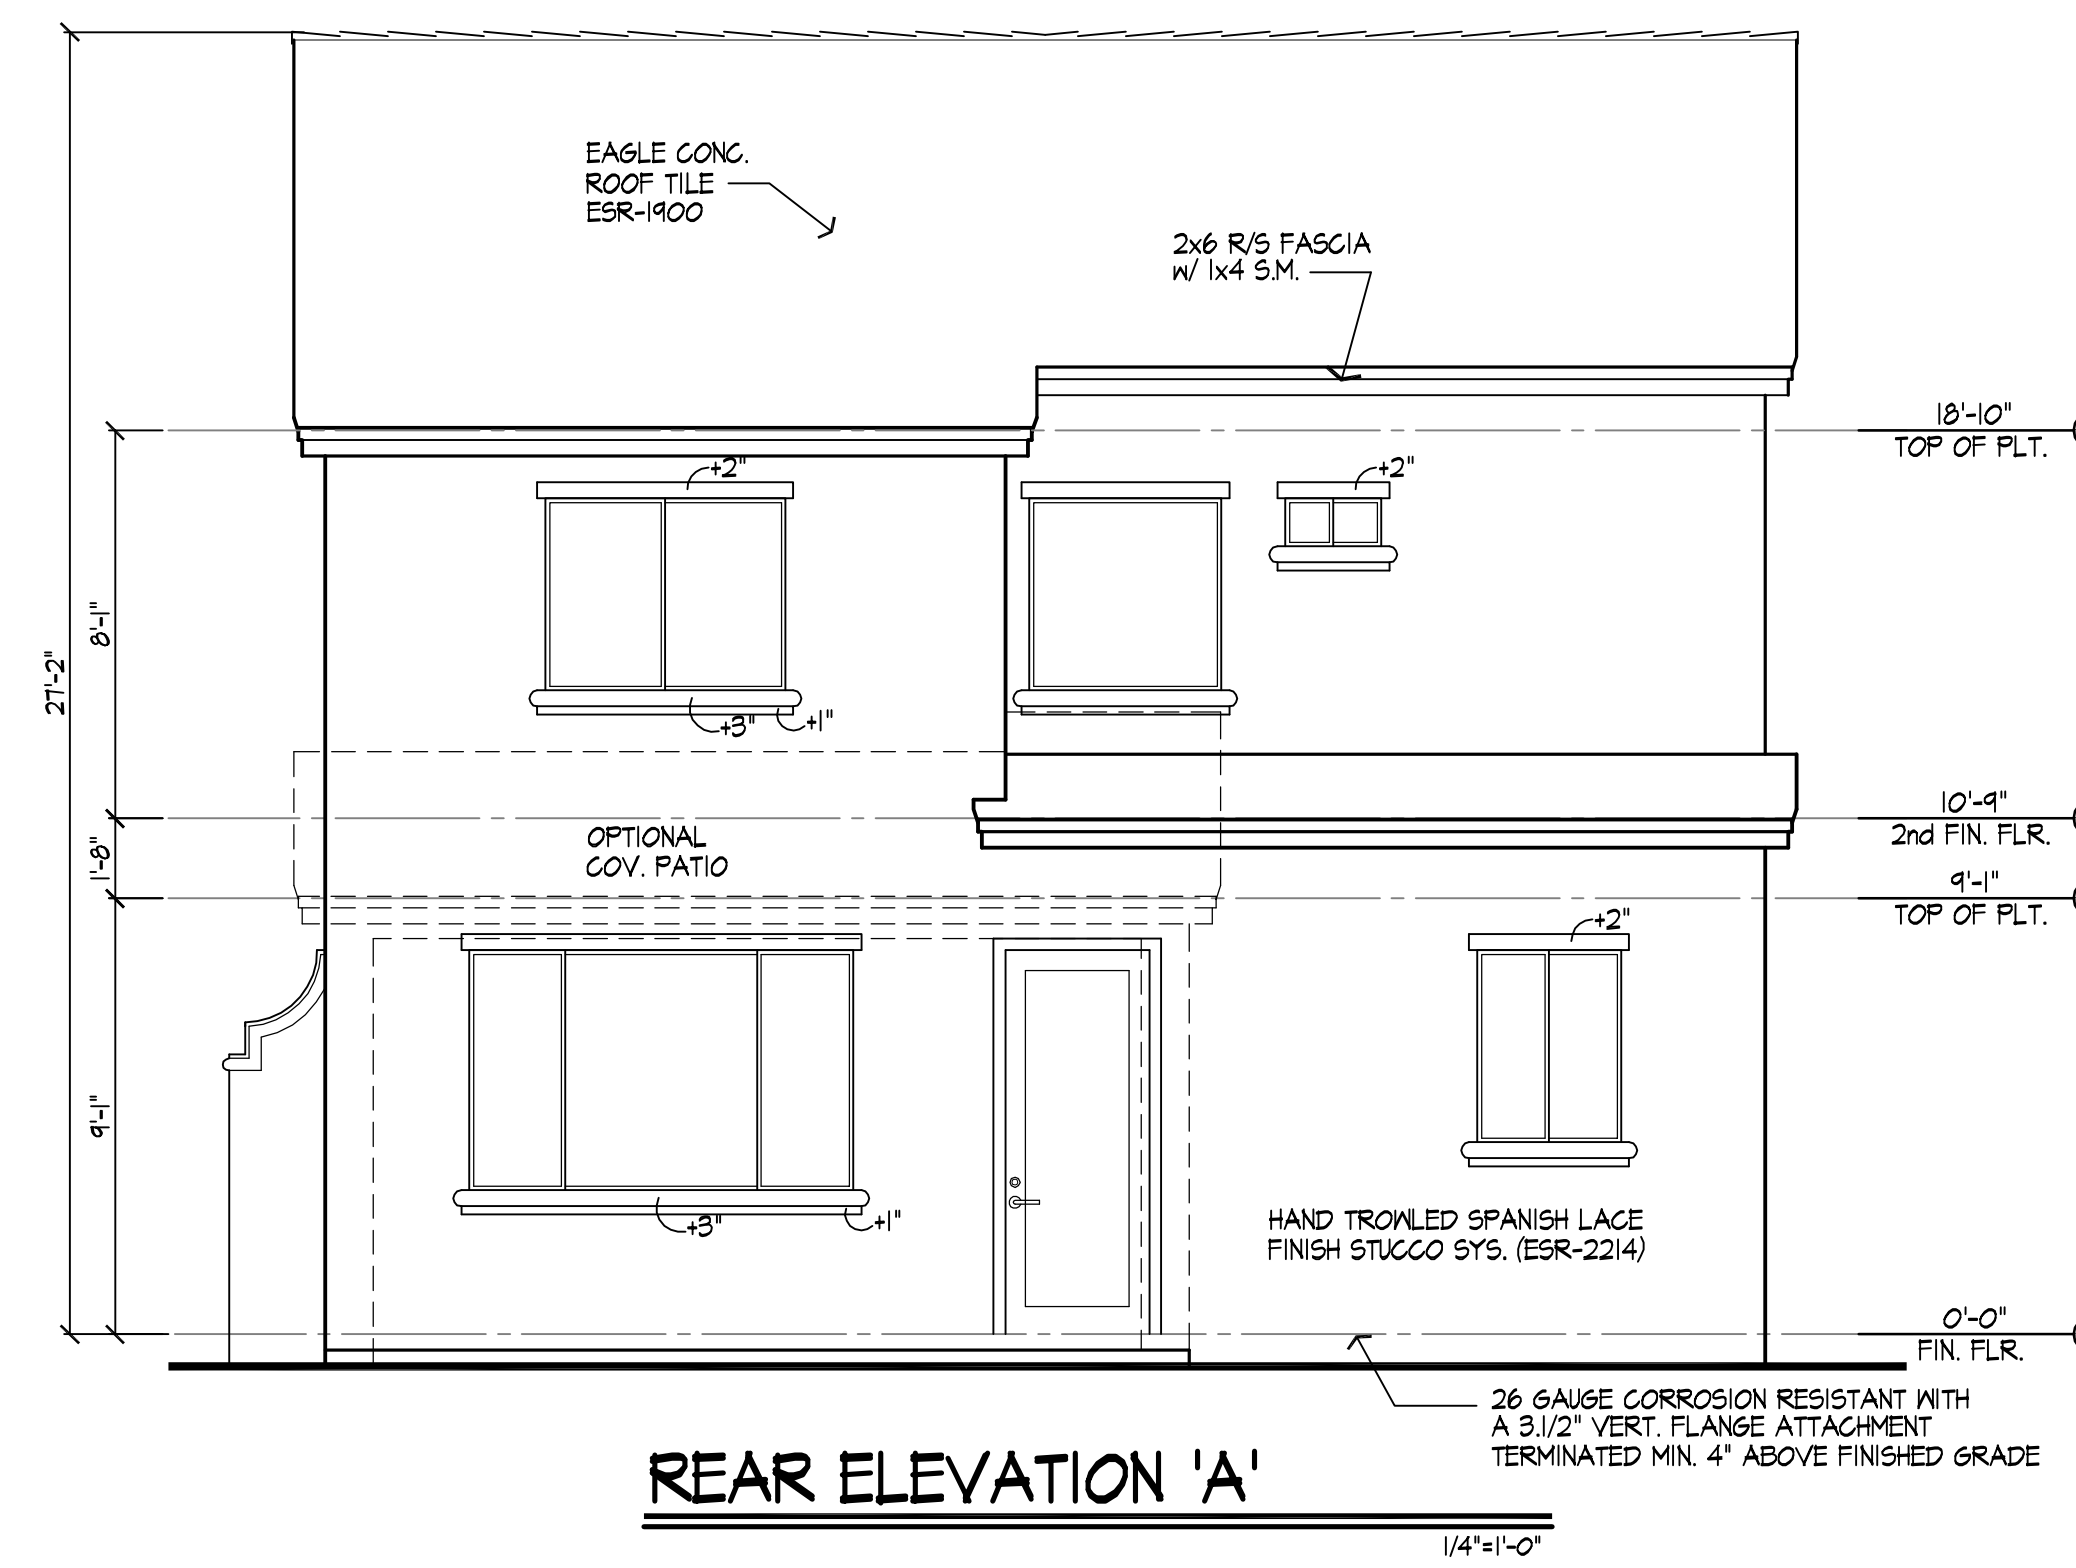 EAGLE CONC.
ROOF TILE
ESR-1900
2x6 R/S FASCIA
W/ 1x4 S.M.
18'-10"
TOP OF PLT.
+2"
+2"
8'-1"
27'-2"
+3"
+1"
10'-9"
2nd FIN. FLR.
OPTIONAL
COV. PATIO
1'-8"
9'-1"
TOP OF PLT.
+2"
9'-1"
+3"
+1"
HAND TROWLED SPANISH LACE
FINISH STUCCO SYS. (ESR-2214)
0'-0"
FIN. FLR.
26 GAUGE CORROSION RESISTANT WITH
A 3.1/2" VERT. FLANGE ATTACHMENT
TERMINATED MIN. 4" ABOVE FINISHED GRADE
REAR ELEVATION 'A'
1/4"=1'-0"